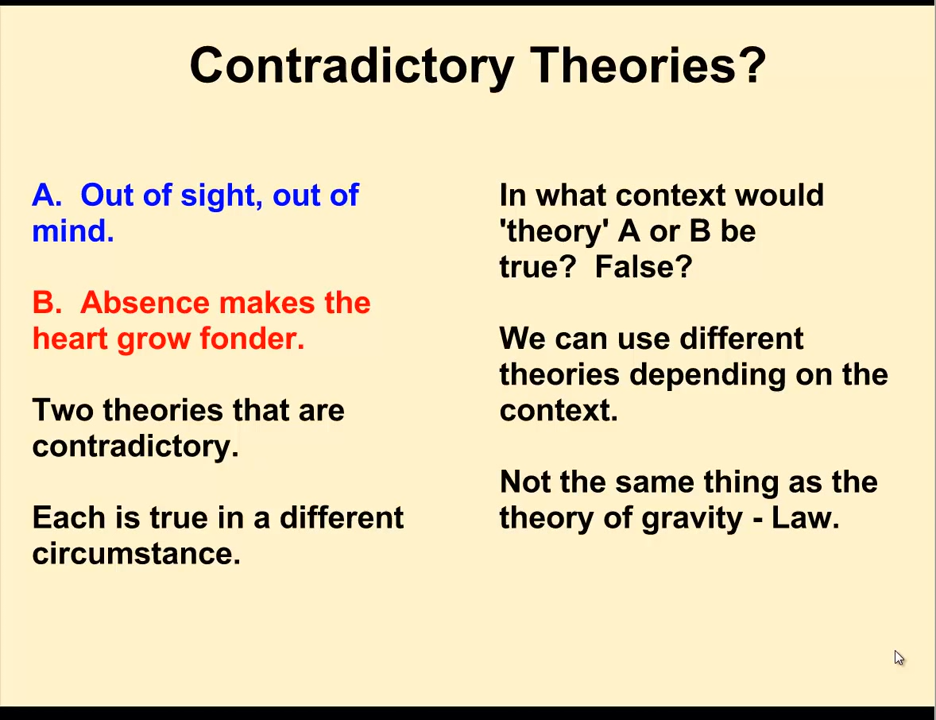 Contradictory Theories?
A. Out of sight, out of
mind.
B. Absence makes the
heart grow fonder.
Two theories that are
contradictory.
Each is true in a different
circumstance.
In what context would
'theory' A or B be
true? False?
We can use different
theories depending on the
context.
Not the same thing as the
theory of gravity - Law.